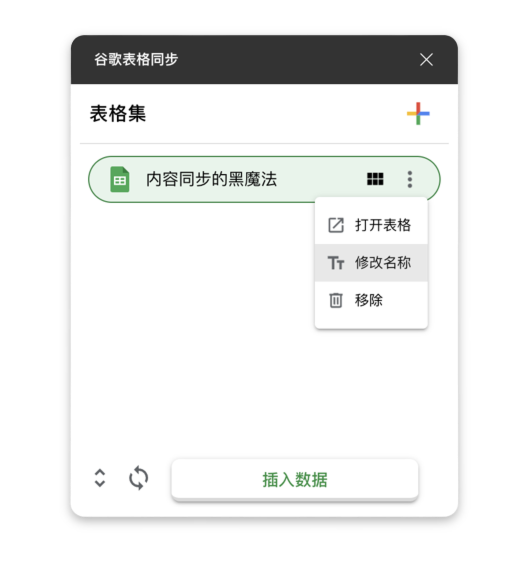 谷歌表格同步
表格集
内容同步的黑魔法
打开表格
修改名称
移除
插入数据